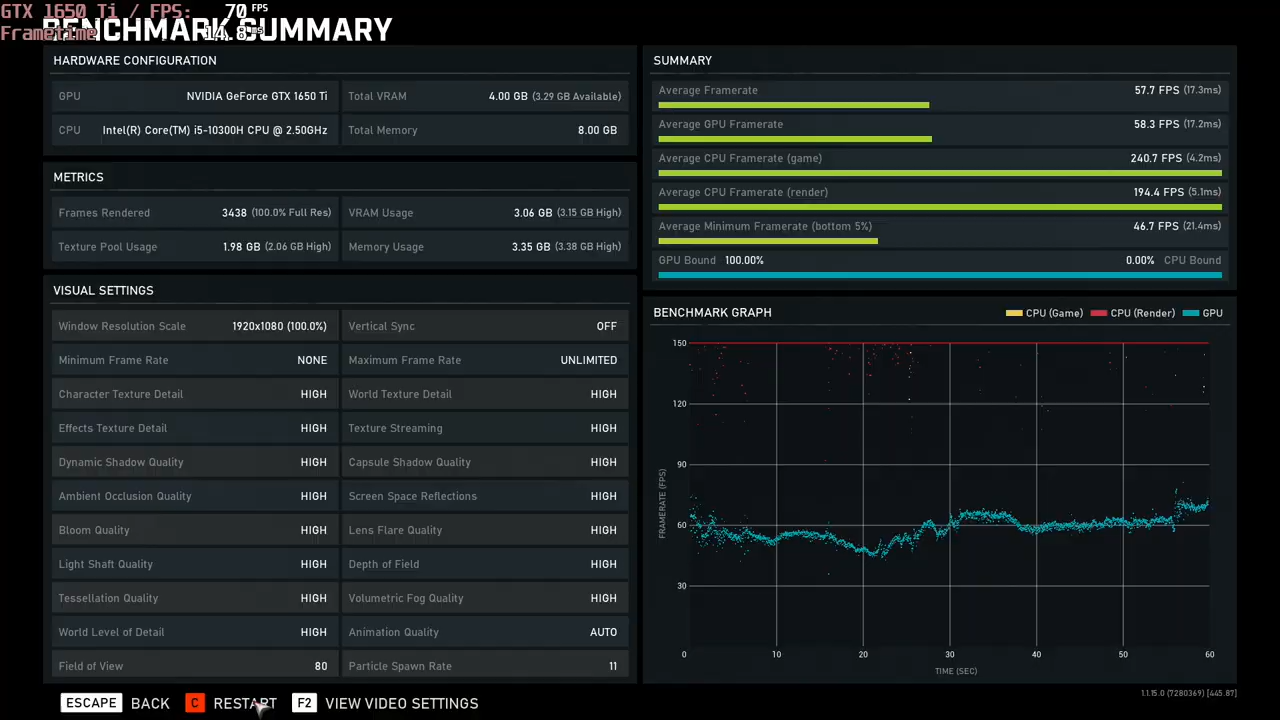 GTX 1650 Ti / FPS: 70 FPS
Frametime 14.8 ms
BENCHMARK SUMMARY
HARDWARE CONFIGURATION
GPU NVIDIA GeForce GTX 1650 Ti
Total VRAM 4.00 GB (3.29 GB Available)
CPU Intel(R) Core(TM) i5-10300H CPU @ 2.50GHz
Total Memory 8.00 GB
METRICS
Frames Rendered 3438 (100.0% Full Res)
VRAM Usage 3.06 GB (3.15 GB High)
Texture Pool Usage 1.98 GB (2.06 GB High)
Memory Usage 3.35 GB (3.38 GB High)
VISUAL SETTINGS
Window Resolution Scale 1920x1080 (100.0%)
Vertical Sync OFF
Minimum Frame Rate NONE
Maximum Frame Rate UNLIMITED
Character Texture Detail HIGH
World Texture Detail HIGH
Effects Texture Detail HIGH
Texture Streaming HIGH
Dynamic Shadow Quality HIGH
Capsule Shadow Quality HIGH
Ambient Occlusion Quality HIGH
Screen Space Reflections HIGH
Bloom Quality HIGH
Lens Flare Quality HIGH
Light Shaft Quality HIGH
Depth of Field HIGH
Tessellation Quality HIGH
Volumetric Fog Quality HIGH
World Level of Detail HIGH
Animation Quality AUTO
Field of View 80
Particle Spawn Rate 11
SUMMARY
Average Framerate 57.7 FPS (17.3ms)
Average GPU Framerate 58.3 FPS (17.2ms)
Average CPU Framerate (game) 240.7 FPS (4.2ms)
Average CPU Framerate (render) 194.4 FPS (5.1ms)
Average Minimum Framerate (bottom 5%) 46.7 FPS (21.4ms)
GPU Bound 100.00% 0.00% CPU Bound
BENCHMARK GRAPH
CPU (Game) CPU (Render) GPU
150
120
90
60
30
FRAMERATE (FPS)
0 10 20 30 40 50 60
TIME (SEC)
ESCAPE BACK C RESTART F2 VIEW VIDEO SETTINGS
1.1.15.0 (7280369) [445.87]